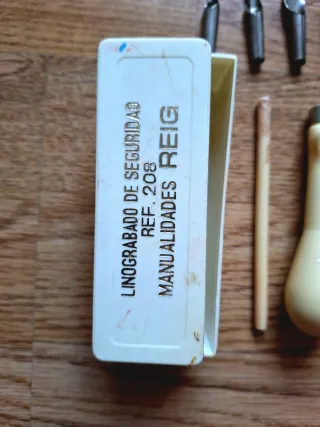 LINOGRABADO DE SEGURIDAD
REF. 208
MANUALIDADES REIG